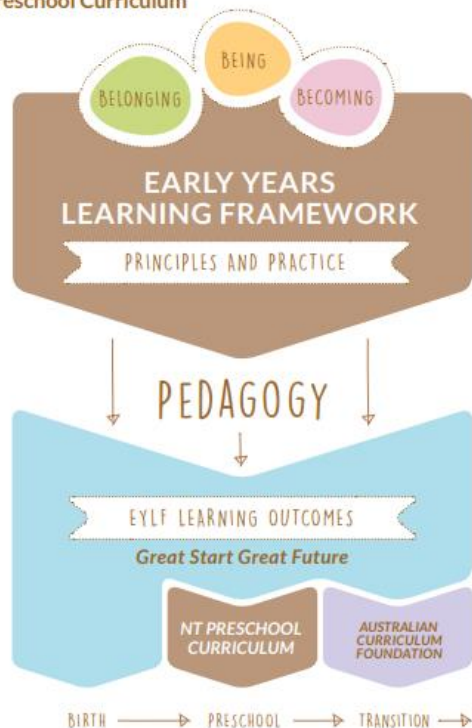 Preschool Curriculum
BELONGING
BEING
BECOMING
EARLY YEARS
LEARNING FRAMEWORK
PRINCIPLES AND PRACTICE
PEDAGOGY
EYLF LEARNING OUTCOMES
Great Start Great Future
NT PRESCHOOL
CURRICULUM
AUSTRALIAN
CURRICULUM
FOUNDATION
BIRTH PRESCHOOL TRANSITION